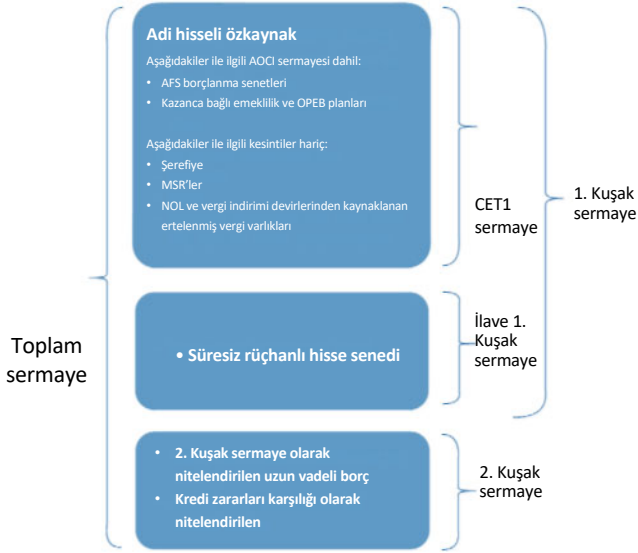 Adi hisseli özkaynak
Aşağıdakiler ile ilgili AOCI sermayesi dahil:
• AFS borçlanma senetleri
• Kazanca bağlı emeklilik ve OPEB planları
Aşağıdakiler ile ilgili kesintiler hariç:
• Şerefiye
• MSR'ler
• NOL ve vergi indirimi devirlerinden kaynaklanan
ertelenmiş vergi varlıkları
CET1
sermaye
1. Kuşak
sermaye
Toplam
sermaye
• Süresiz rüçhanlı hisse senedi
İlave 1.
Kuşak
sermaye
• 2. Kuşak sermaye olarak
nitelendirilen uzun vadeli borç
• Kredi zararları karşılığı olarak
nitelendirilen
2. Kuşak
sermaye